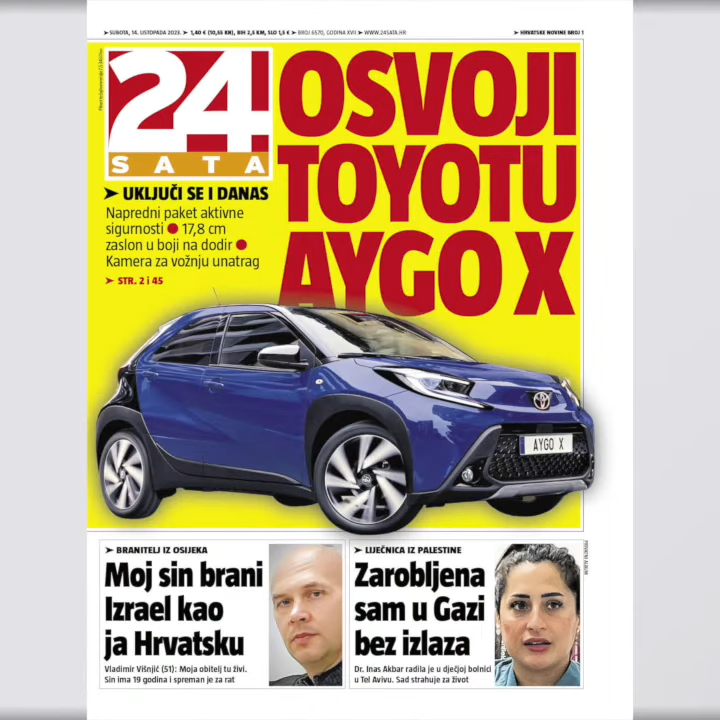 ➤ SUBOTA, 14. LISTOPADA 2023. ➤ 1,40 € (10,55 KN), BIH 2,5 KM, SLO 1,5 € ➤ BROJ 6570, GODINA XVII ➤ WWW.24SATA.HR
➤ HRVATSKE NOVINE BROJ 1
24
SATA
OSVOJI
TOYOTU
AYGO X
➤ UKLJUČI SE I DANAS
Napredni paket aktivne
sigurnosti ● 17,8 cm
zaslon u boji na dodir ●
Kamera za vožnju unatrag
➤ STR. 2 i 45
AYGO X
➤ BRANITELJ IZ OSIJEKA
Moj sin brani
Izrael kao
ja Hrvatsku
Vladimir Višnjić (51): Moja obitelj tu živi.
Sin ima 19 godina i spreman je za rat
➤ LIJEČNICA IZ PALESTINE
Zarobljena
sam u Gazi
bez izlaza
Dr. Inas Akbar radila je u dječjoj bolnici
u Tel Avivu. Sad strahuje za život
PRIVATNI ALBUM